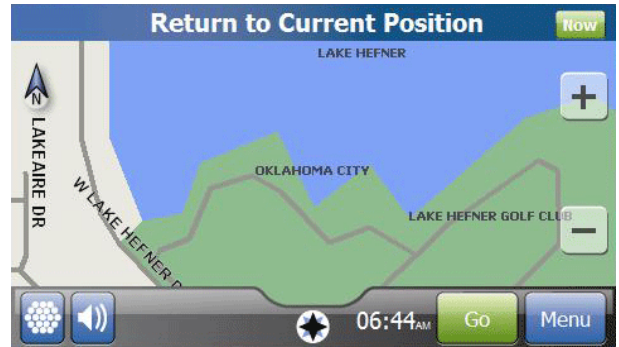 Return to Current Position
Now
LAKE HEFNER
N
+
LAKEAIRE DR
OKLAHOMA CITY
W LAKE HEFNER
LAKE HEFNER GOLF CLUB
−
06:44AM
Go
Menu